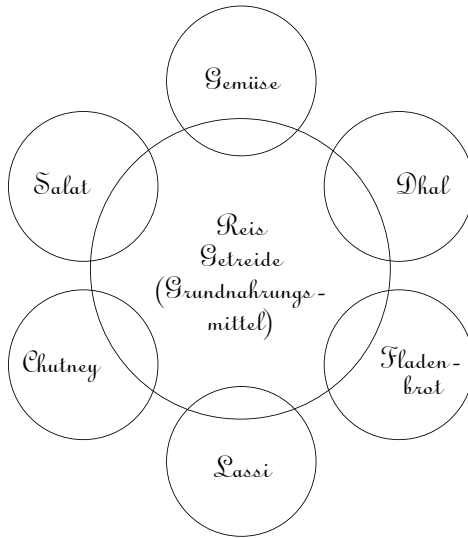 Gemüse
Salat
Dhal
Reis
Getreide
(Grundnahrungs-
mittel)
Chutney
Fladen-
brot
Lassi